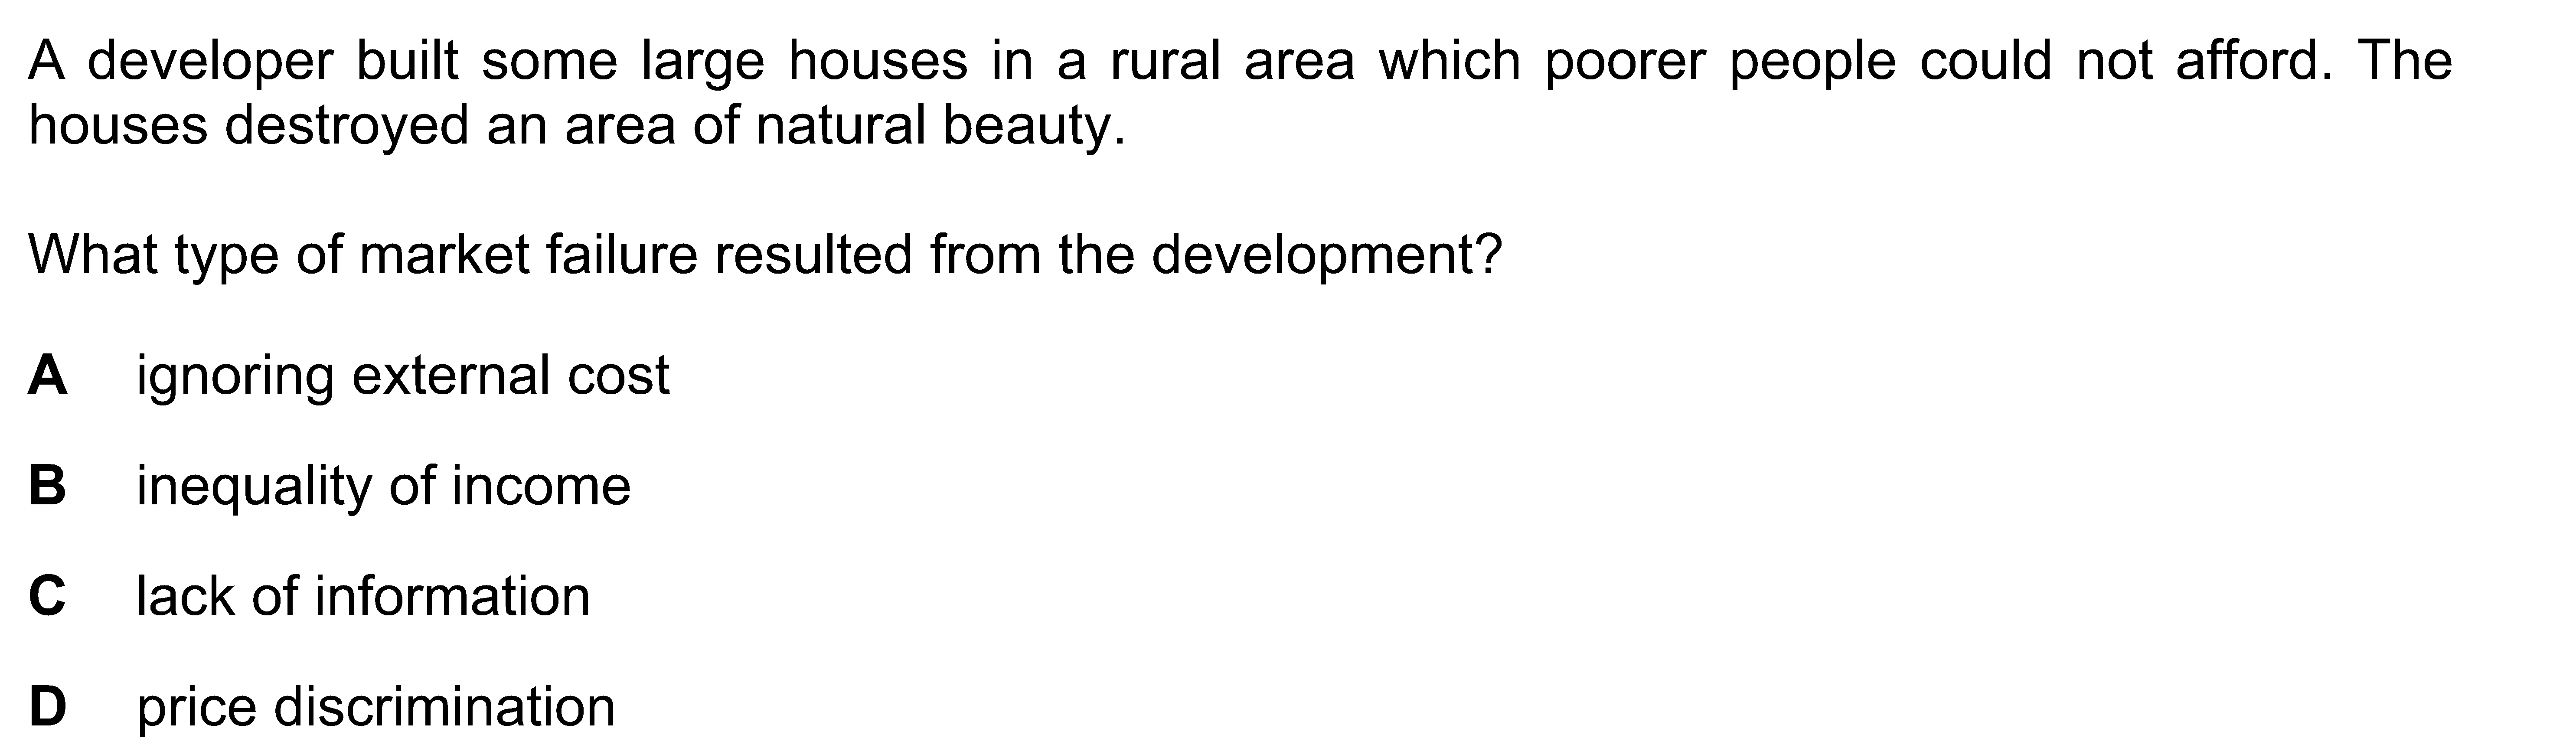 A developer built some large houses in a rural area which poorer people could not afford. The
houses destroyed an area of natural beauty.
What type of market failure resulted from the development?
A ignoring external cost
B inequality of income
C lack of information
D price discrimination